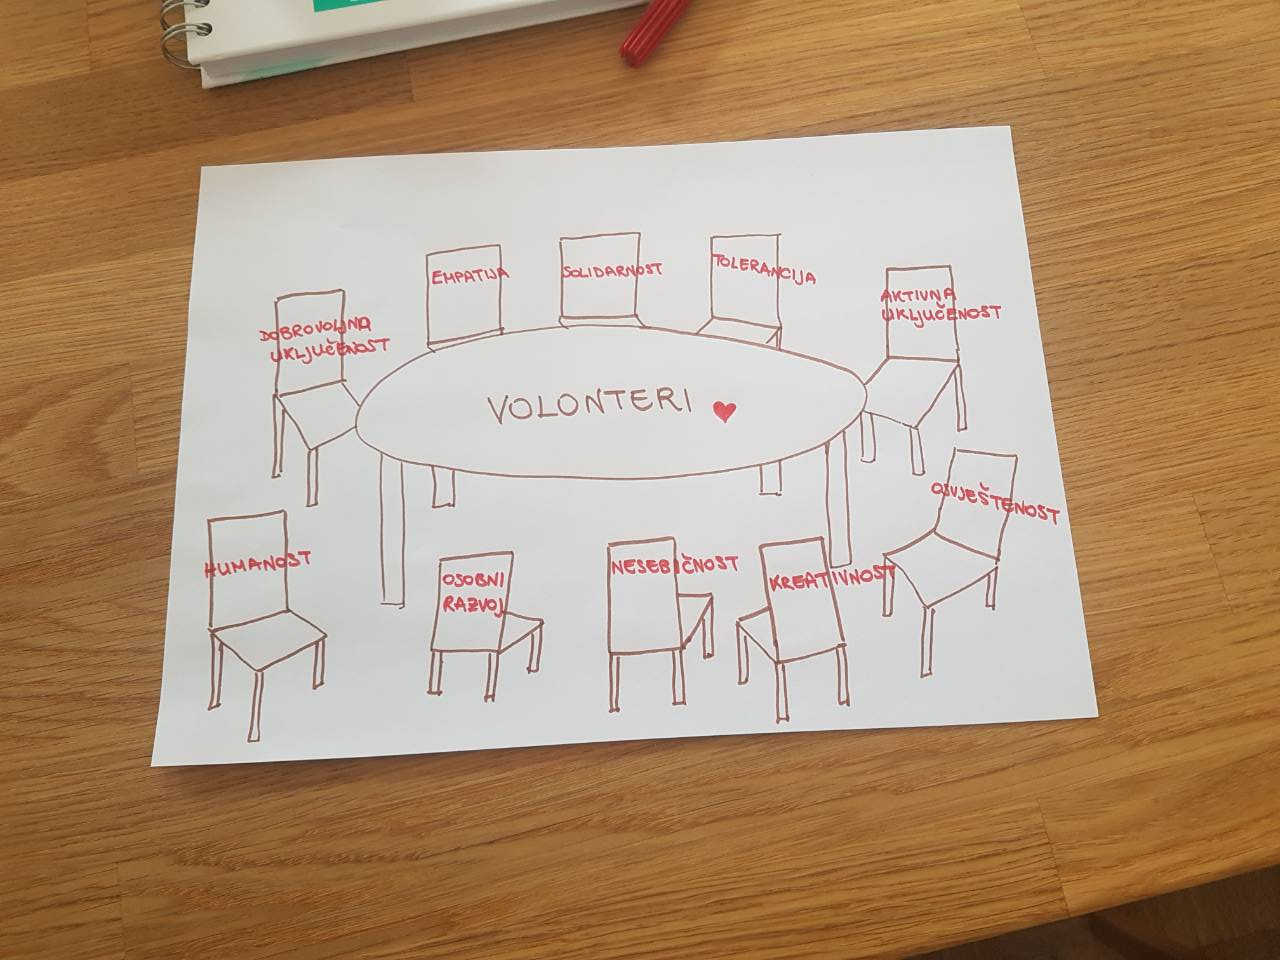 EMPATIJA
SOLIDARNOST
TOLERANCIJA
AKTIVNA
UKLJUČENOST
DOBROVOLJNA
UKLJUČENOST
VOLONTERI
OSVJEŠTENOST
HUMANOST
OSOBNI
RAZVOJ
NESEBIČNOST
KREATIVNOST